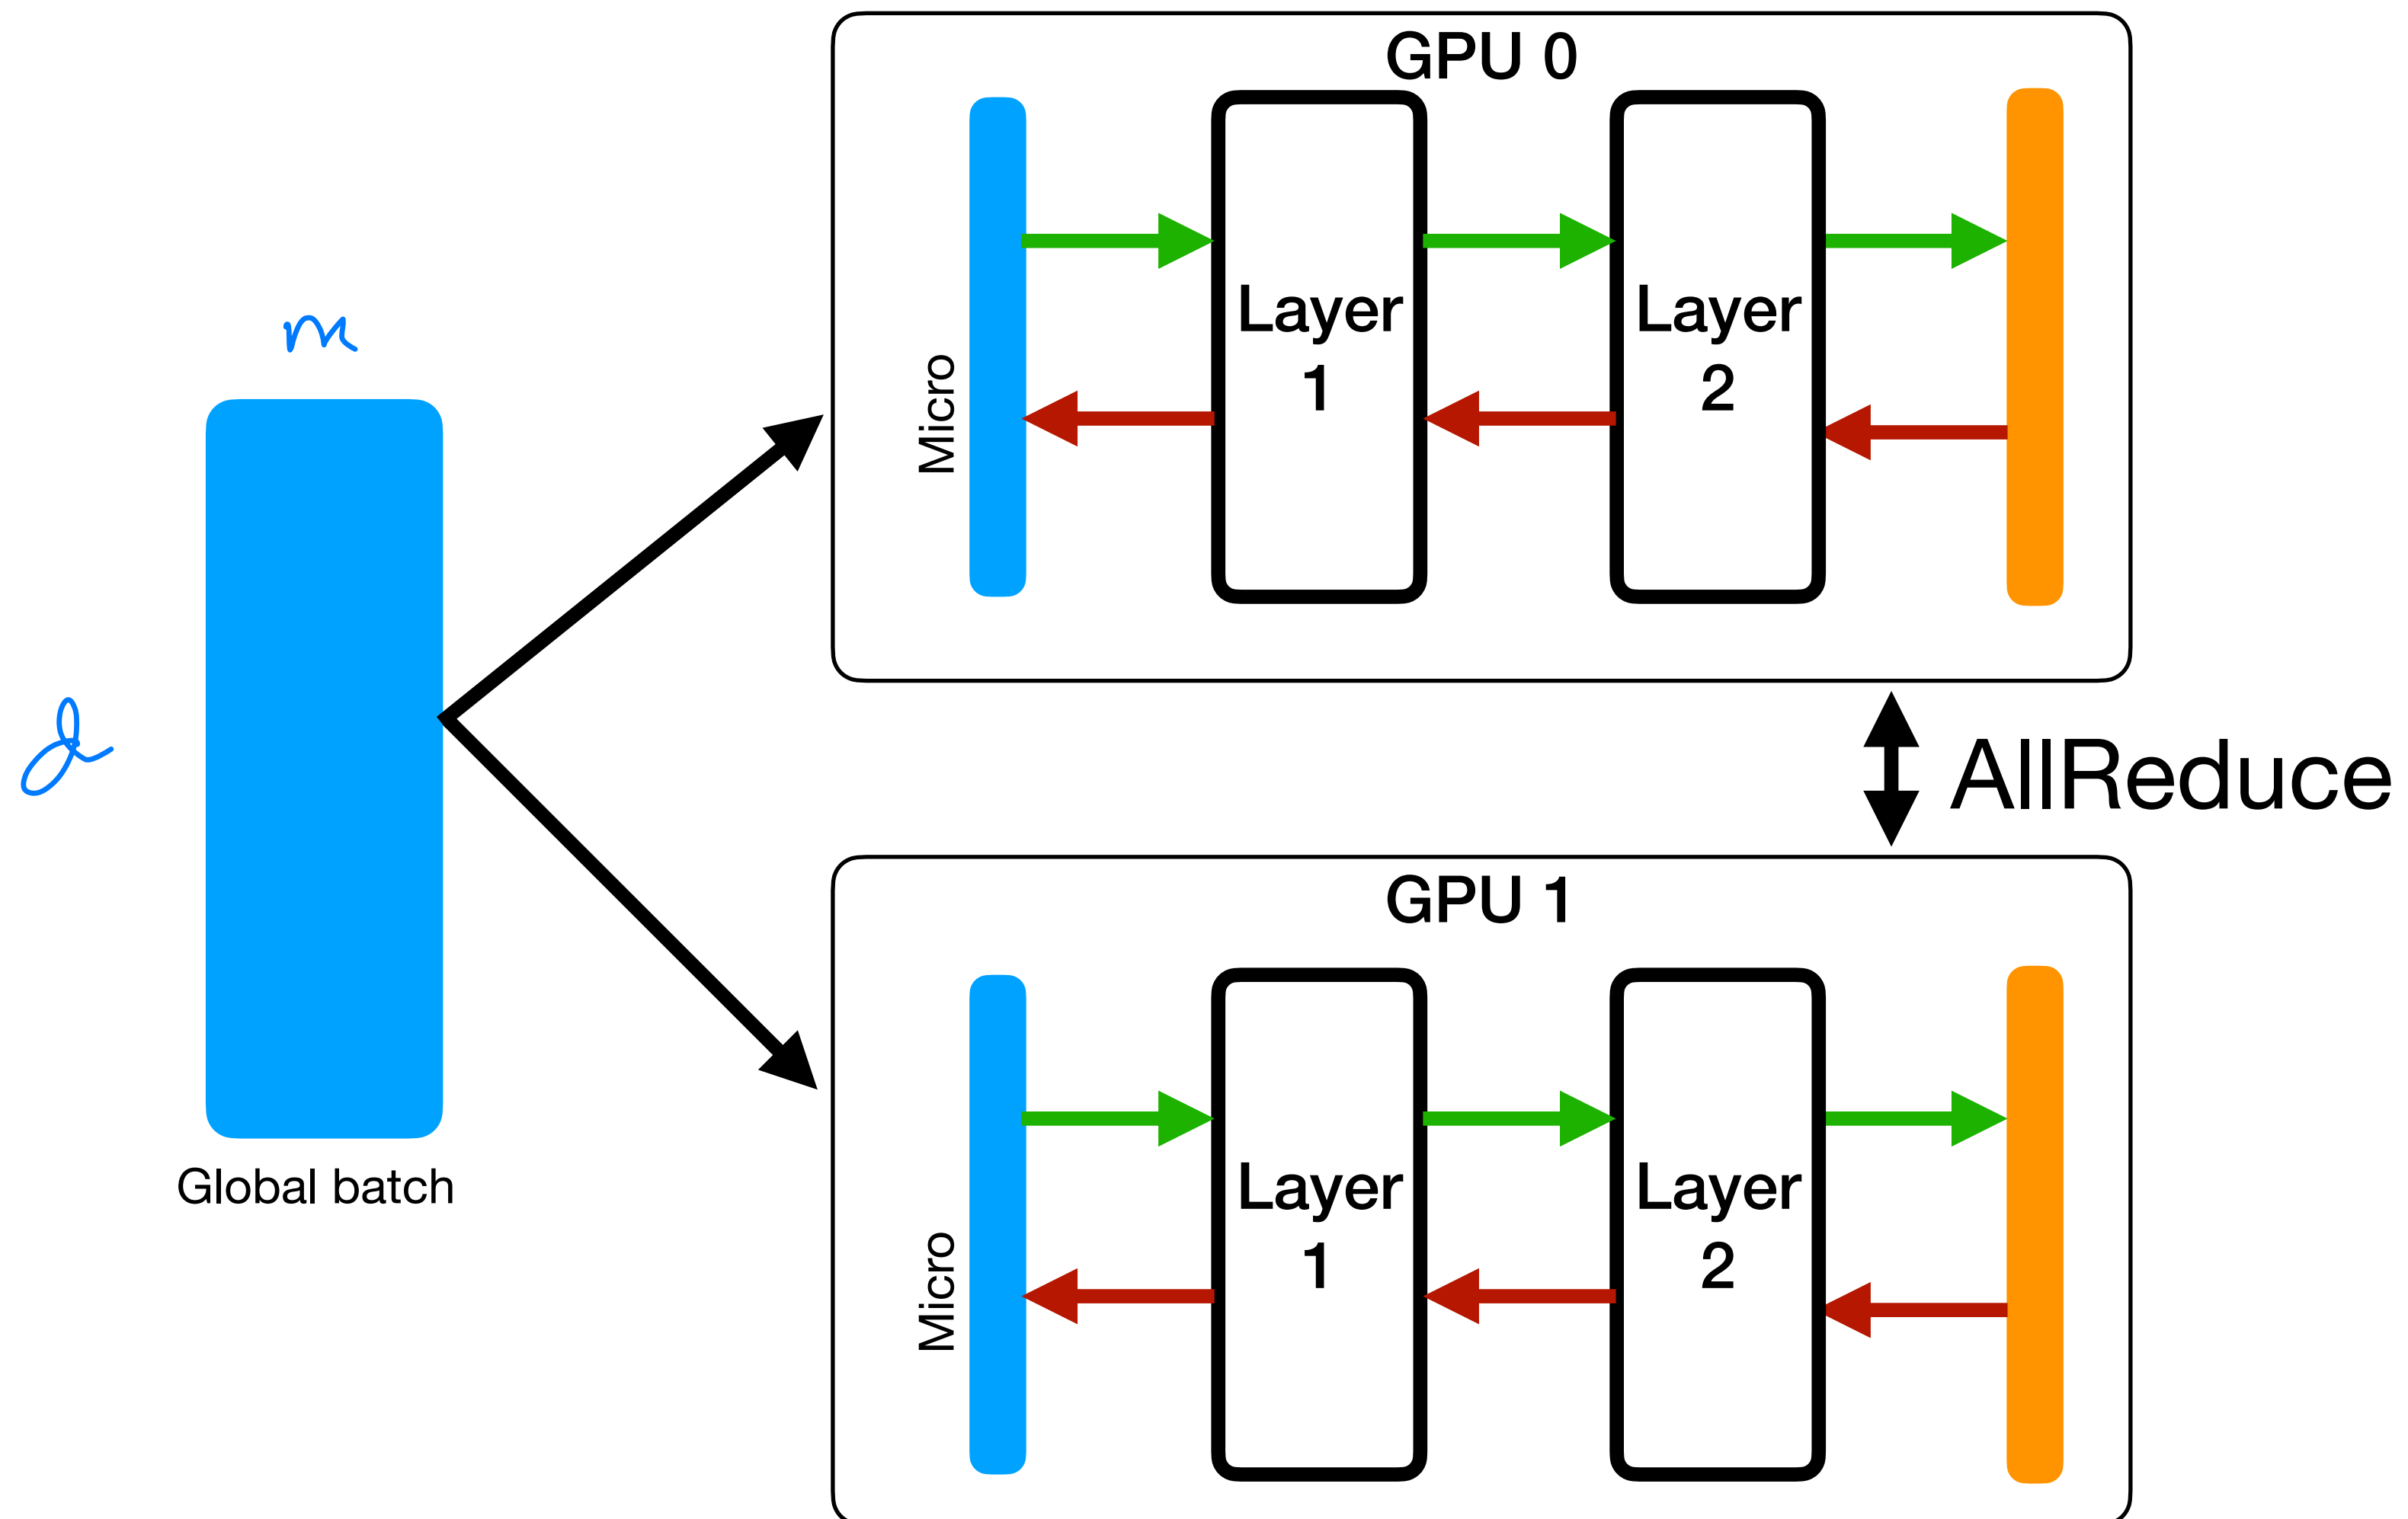 GPU 0
m
Layer
1
Layer
2
Micro
d
AllReduce
GPU 1
Global batch
Layer
1
Layer
2
Micro